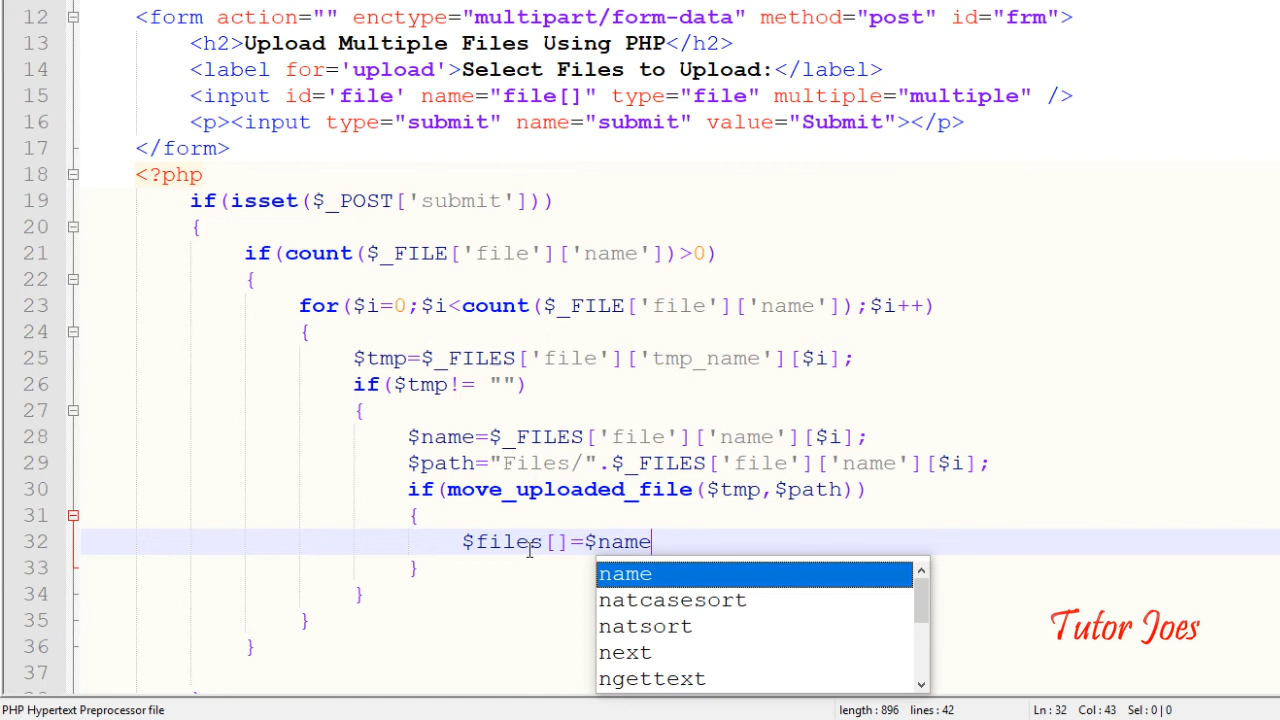 12 <form action="" enctype="multipart/form-data" method="post" id="frm">
13 <h2>Upload Multiple Files Using PHP</h2>
14 <label for='upload'>Select Files to Upload:</label>
15 <input id='file' name="file[]" type="file" multiple="multiple" />
16 <p><input type="submit" name="submit" value="Submit"></p>
17 </form>
18 <?php
19 if(isset($_POST['submit']))
20 {
21 if(count($_FILE['file']['name'])>0)
22 {
23 for($i=0;$i<count($_FILE['file']['name']);$i++)
24 {
25 $tmp=$_FILES['file']['tmp_name'][$i];
26 if($tmp!= "")
27 {
28 $name=$_FILES['file']['name'][$i];
29 $path="Files/".$_FILES['file']['name'][$i];
30 if(move_uploaded_file($tmp,$path))
31 {
32 $files[]=$name
33 }
name
natcasesort
natsort
next
ngettext
34 }
35 }
36 }
37
Tutor Joes
PHP Hypertext Preprocessor file length : 896 lines : 42 Ln : 32 Col : 43 Sel : 0 | 0